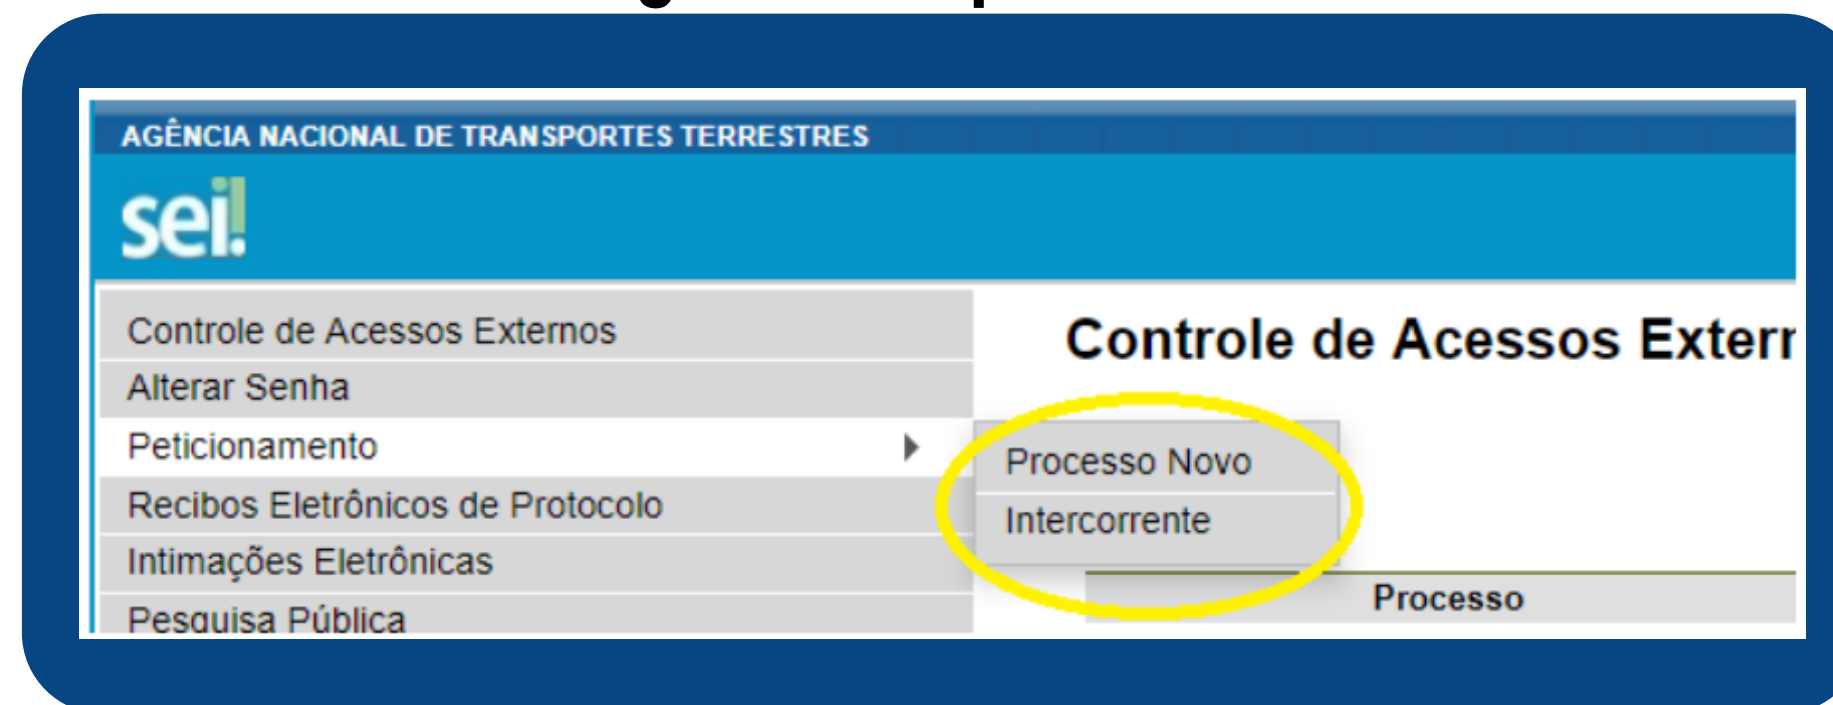 AGÊNCIA NACIONAL DE TRANSPORTES TERRESTRES
sei!
Controle de Acessos Externos
Alterar Senha
Peticionamento
Recibos Eletrônicos de Protocolo
Intimações Eletrônicas
Pesquisa Pública
Controle de Acessos Extern
Processo Novo
Intercorrente
Processo